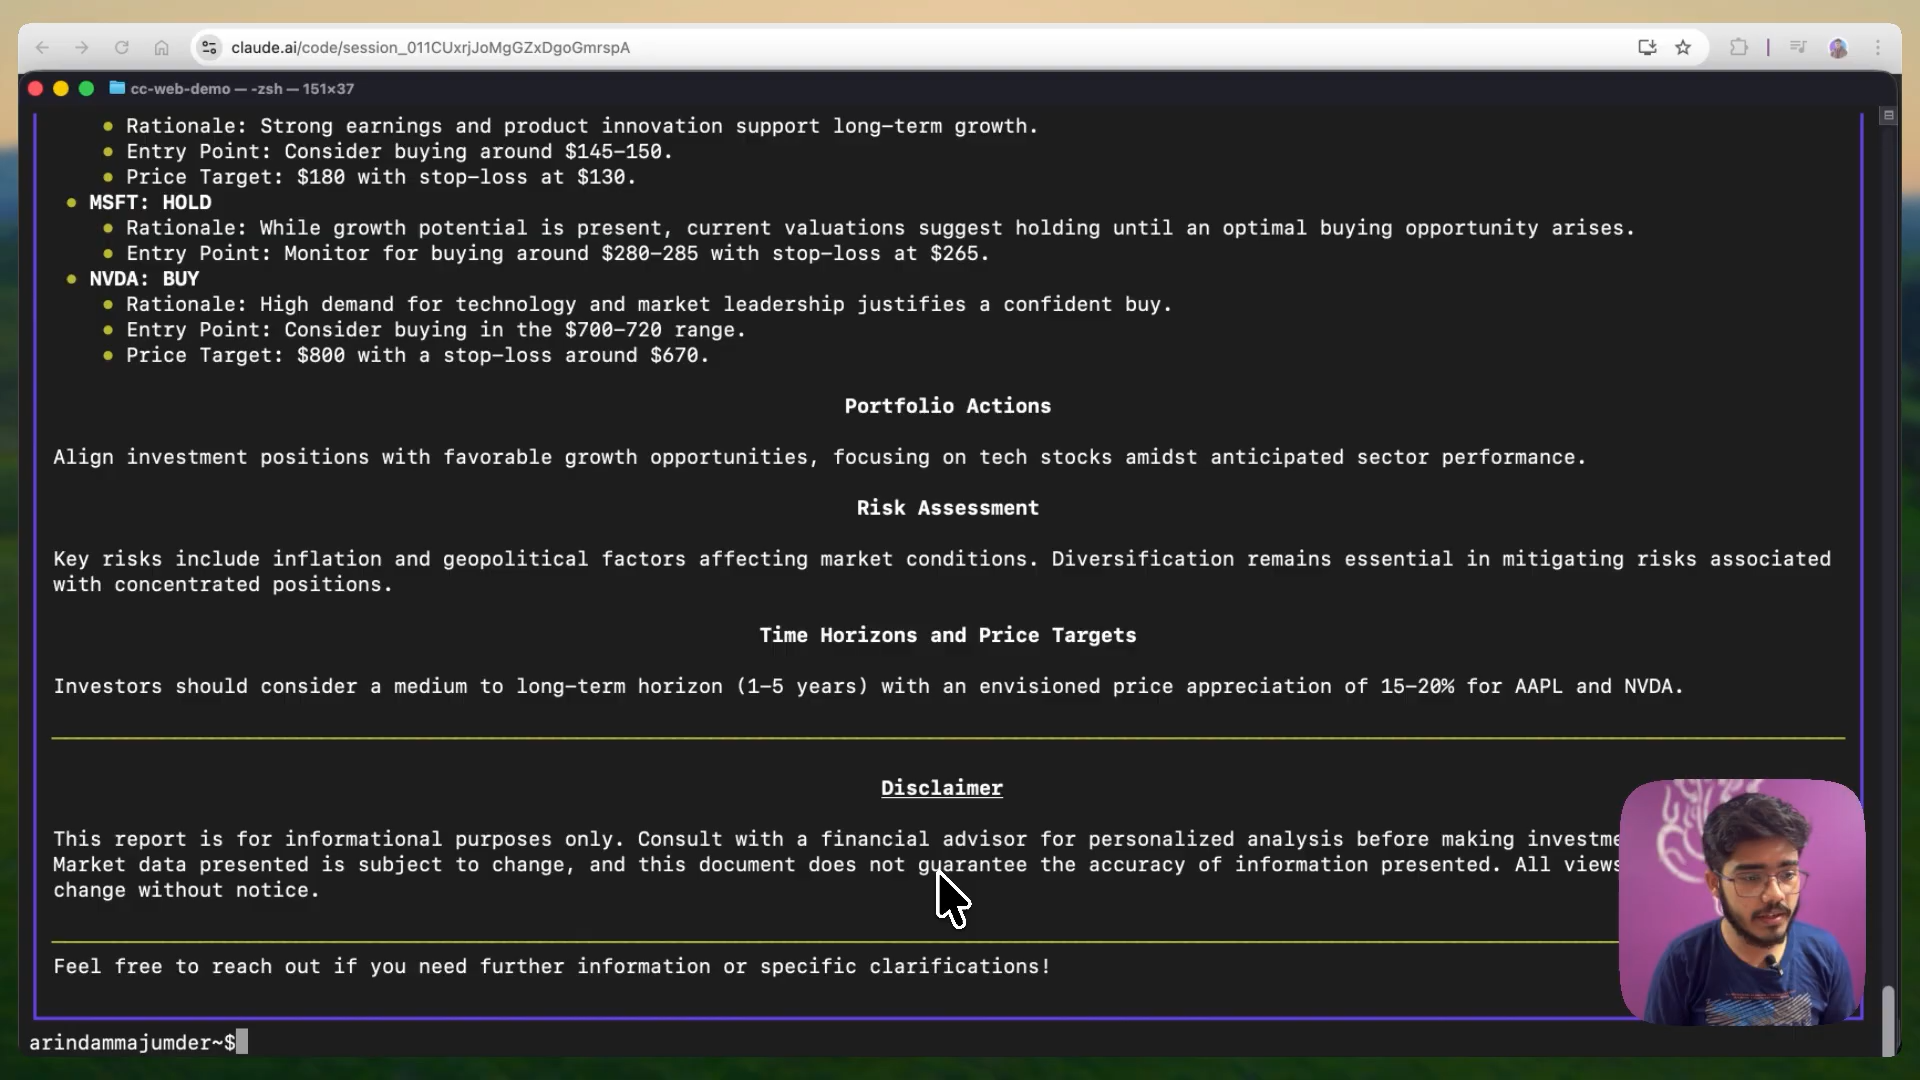 claude.ai/code/session_011CUxrjJoMgGZxDgoGmrspA
cc-web-demo — -zsh — 151×37
Rationale: Strong earnings and product innovation support long-term growth.
Entry Point: Consider buying around $145-150.
Price Target: $180 with stop-loss at $130.
MSFT: HOLD
Rationale: While growth potential is present, current valuations suggest holding until an optimal buying opportunity arises.
Entry Point: Monitor for buying around $280-285 with stop-loss at $265.
NVDA: BUY
Rationale: High demand for technology and market leadership justifies a confident buy.
Entry Point: Consider buying in the $700-720 range.
Price Target: $800 with a stop-loss around $670.
Portfolio Actions
Align investment positions with favorable growth opportunities, focusing on tech stocks amidst anticipated sector performance.
Risk Assessment
Key risks include inflation and geopolitical factors affecting market conditions. Diversification remains essential in mitigating risks associated
with concentrated positions.
Time Horizons and Price Targets
Investors should consider a medium to long-term horizon (1-5 years) with an envisioned price appreciation of 15-20% for AAPL and NVDA.
Disclaimer
This report is for informational purposes only. Consult with a financial advisor for personalized analysis before making investme
Market data presented is subject to change, and this document does not guarantee the accuracy of information presented. All views
change without notice.
Feel free to reach out if you need further information or specific clarifications!
arindammajumder~$